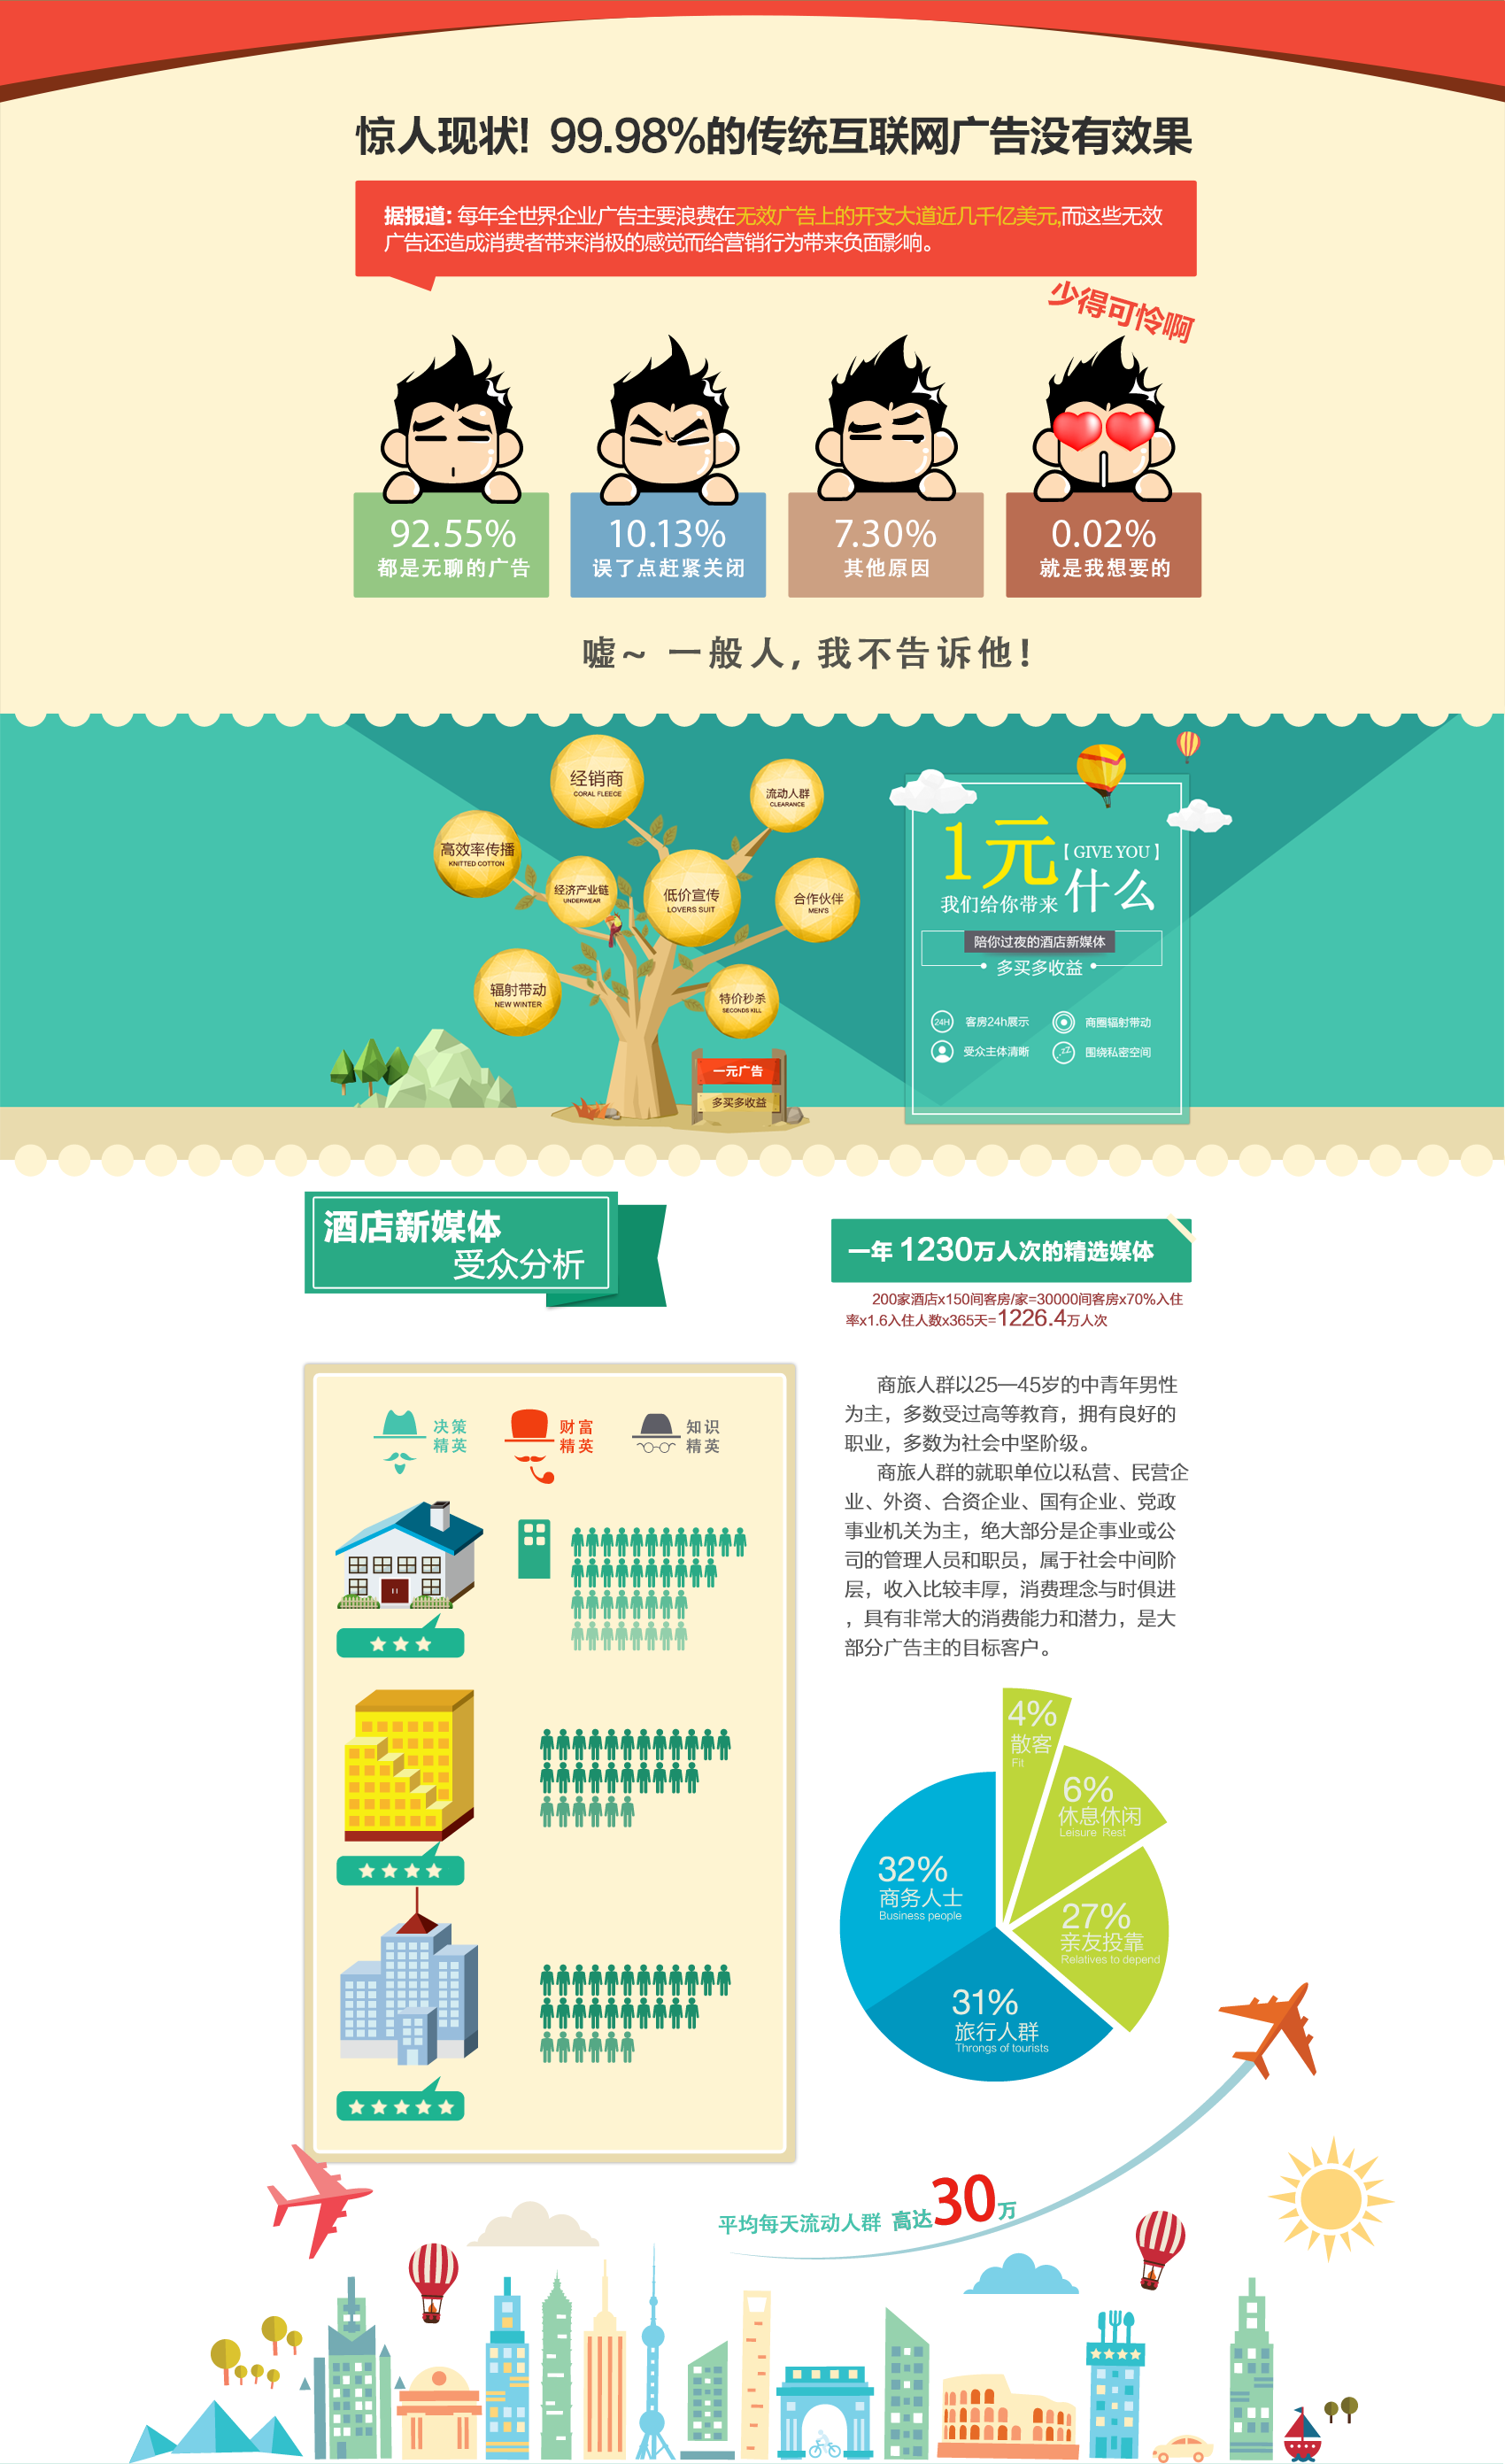 惊人现状！99.98%的传统互联网广告没有效果
据报道：每年全世界企业广告主要浪费在无效广告上的开支大道近几千亿美元,而这些无效
广告还造成消费者带来消极的感觉而给营销行为带来负面影响。
少得可怜啊
92.55%
都是无聊的广告
10.13%
误了点赶紧关闭
7.30%
其他原因
0.02%
就是我想要的
嘘~ 一般人，我不告诉他！
经销商
CORAL FLEECE
流动人群
CLEARANCE
高效率传播
KNITTED COTTON
经济产业链
UNDERWEAR
低价宣传
LOVERS SUIT
合作伙伴
MEN'S
辐射带动
NEW WINTER
特价秒杀
SECONDS KILL
一元广告
多买多收益
1元
【 GIVE YOU 】
我们给你带来
什么
陪你过夜的酒店新媒体
多买多收益
24H
客房24h展示
商圈辐射带动
受众主体清晰
zZ
围绕私密空间
酒店新媒体
受众分析
一年 1230万人次的精选媒体
200家酒店x150间客房/家=30000间客房x70%入住
率x1.6入住人数x365天=1226.4万人次
决策
精英
财富
精英
知识
精英
商旅人群以25—45岁的中青年男性
为主，多数受过高等教育，拥有良好的
职业，多数为社会中坚阶级。
商旅人群的就职单位以私营、民营企
业、外资、合资企业、国有企业、党政
事业机关为主，绝大部分是企事业或公
司的管理人员和职员，属于社会中间阶
层，收入比较丰厚，消费理念与时俱进
，具有非常大的消费能力和潜力，是大
部分广告主的目标客户。
4%
散客
Fit
6%
休息休闲
Leisure Rest
32%
商务人士
Business people
27%
亲友投靠
Relatives to depend
31%
旅行人群
Throngs of tourists
平均每天流动人群 高达30万